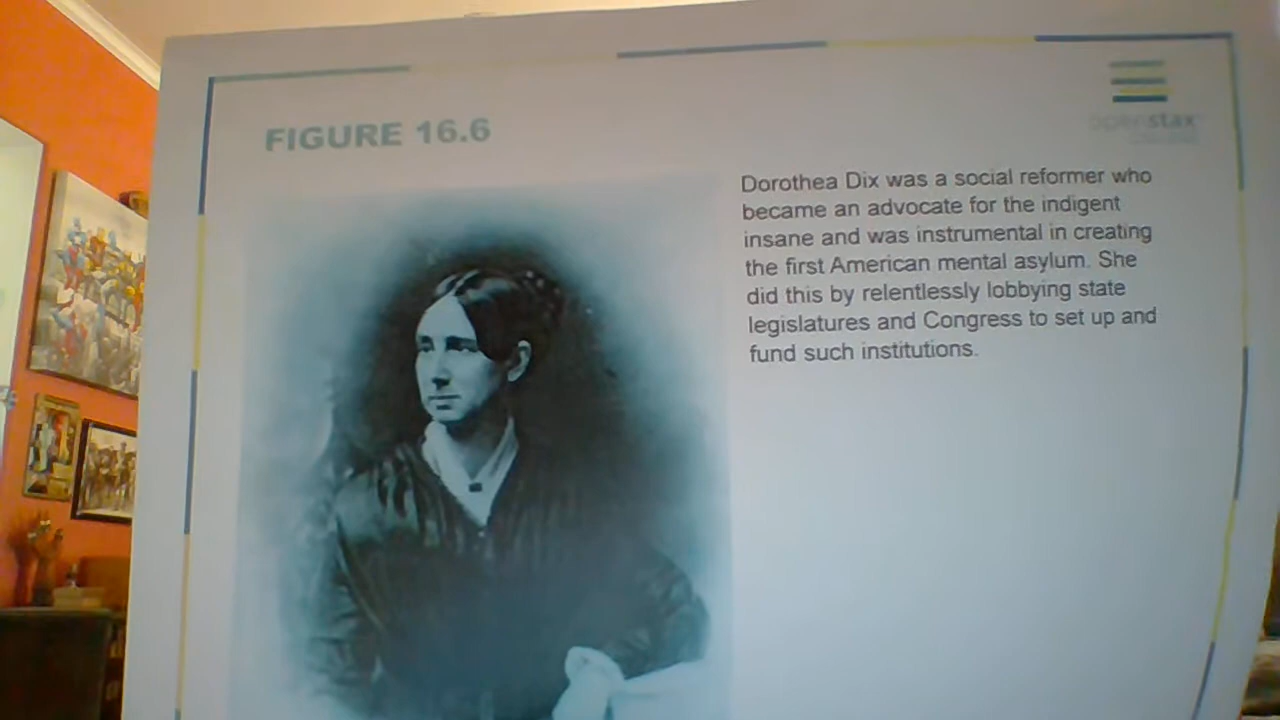 FIGURE 16.6
openstax
Dorothea Dix was a social reformer who
became an advocate for the indigent
insane and was instrumental in creating
the first American mental asylum. She
did this by relentlessly lobbying state
legislatures and Congress to set up and
fund such institutions.